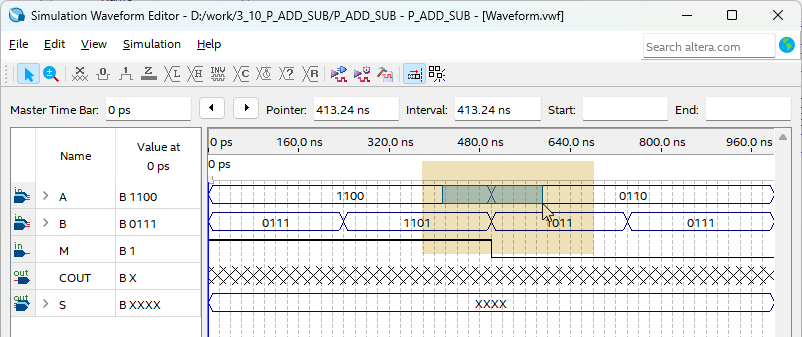 Simulation Waveform Editor - D:/work/3_10_P_ADD_SUB/P_ADD_SUB - P_ADD_SUB - [Waveform.vwf]
File Edit View Simulation Help
Search altera.com
Master Time Bar: 0 ps Pointer: 413.24 ns Interval: 413.24 ns Start: End:
Name Value at 0 ps
0 ps 160.0 ns 320.0 ns 480.0 ns 640.0 ns 800.0 ns 960.0 ns
0 ps
in A B 1100 1100 0110
in B B 0111 0111 1101 1011 0111
in M B 1
out COUT B X
out S B XXXX XXXX